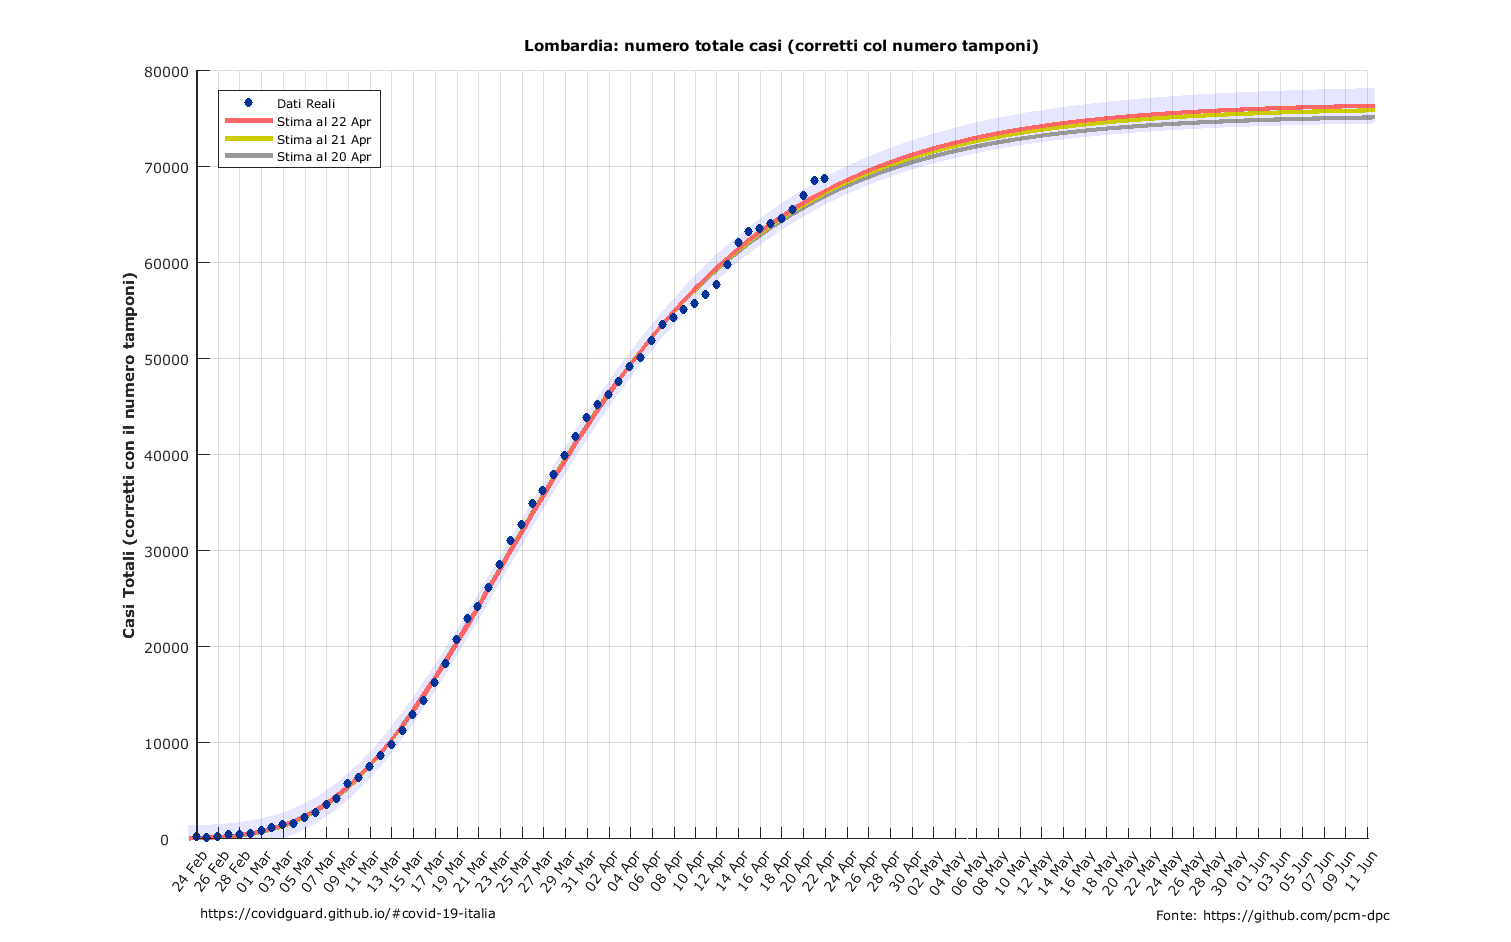 Lombardia: numero totale casi (corretti col numero tamponi)
80000
70000
60000
50000
40000
30000
20000
10000
0
Casi Totali (corretti con il numero tamponi)
Dati Reali
Stima al 22 Apr
Stima al 21 Apr
Stima al 20 Apr
24 Feb
26 Feb
28 Feb
01 Mar
03 Mar
05 Mar
07 Mar
09 Mar
11 Mar
13 Mar
15 Mar
17 Mar
19 Mar
21 Mar
23 Mar
25 Mar
27 Mar
29 Mar
31 Mar
02 Apr
04 Apr
06 Apr
08 Apr
10 Apr
12 Apr
14 Apr
16 Apr
18 Apr
20 Apr
22 Apr
24 Apr
26 Apr
28 Apr
30 Apr
02 May
04 May
06 May
08 May
10 May
12 May
14 May
16 May
18 May
20 May
22 May
24 May
26 May
28 May
30 May
01 Jun
03 Jun
05 Jun
07 Jun
09 Jun
11 Jun
https://covidguard.github.io/#covid-19-italia
Fonte: https://github.com/pcm-dpc